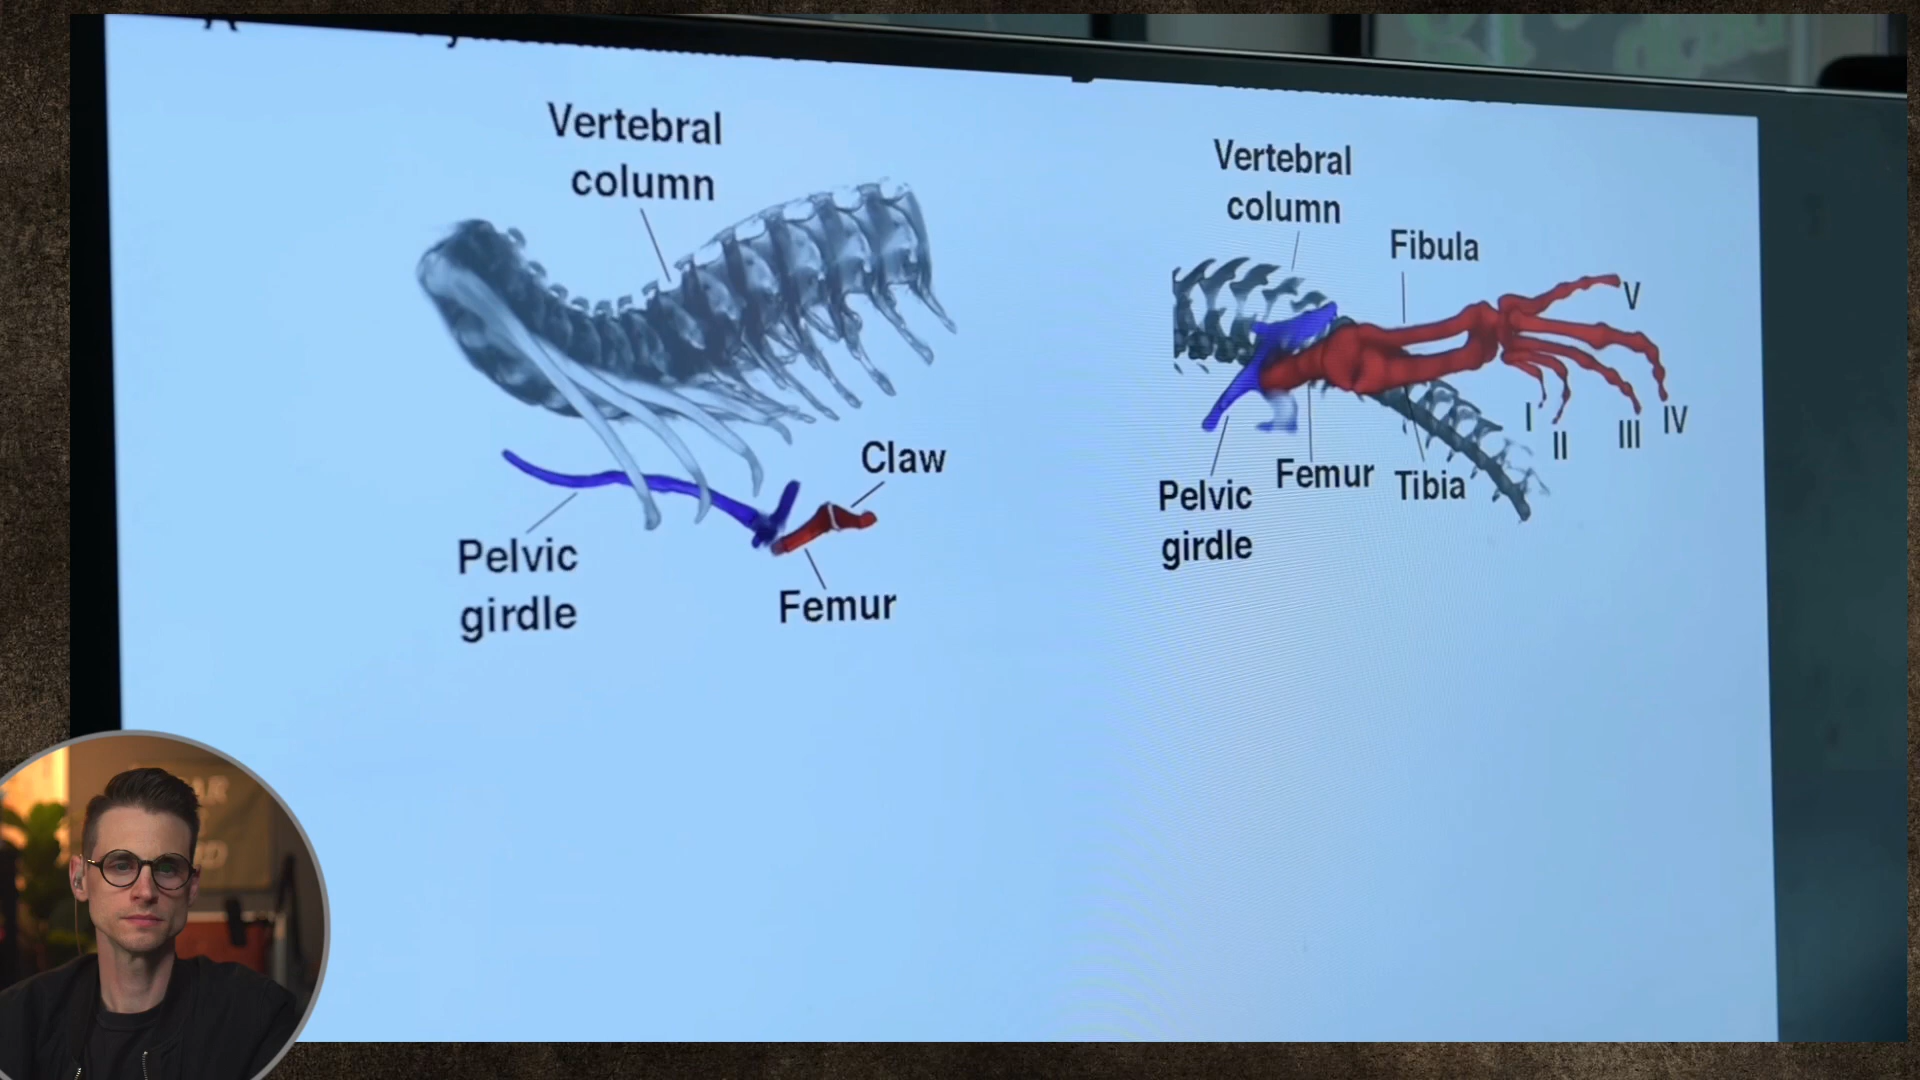 Vertebral
column
Claw
Pelvic
girdle
Femur
Vertebral
column
Fibula
V
I
II
III
IV
Pelvic
girdle
Femur
Tibia